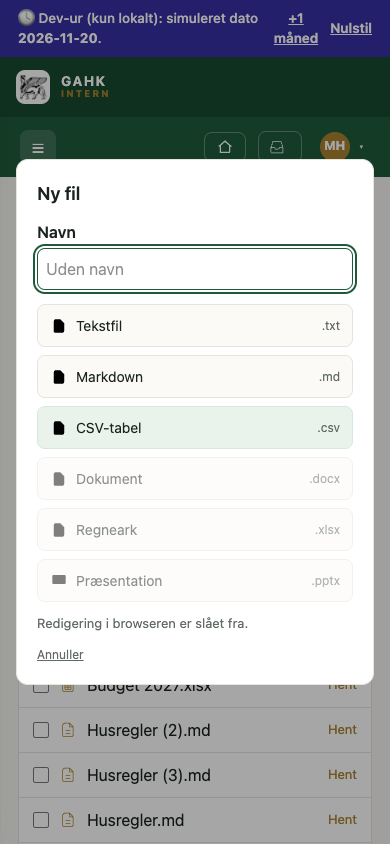 Dev-ur (kun lokalt): simuleret dato
2026-11-20.
+1
måned
Nulstil
GAHK
INTERN
MH
Ny fil
Navn
Uden navn
Tekstfil .txt
Markdown .md
CSV-tabel .csv
Dokument .docx
Regneark .xlsx
Præsentation .pptx
Redigering i browseren er slået fra.
Annuller
Budget 2027.xlsx Hent
Husregler (2).md Hent
Husregler (3).md Hent
Husregler.md Hent